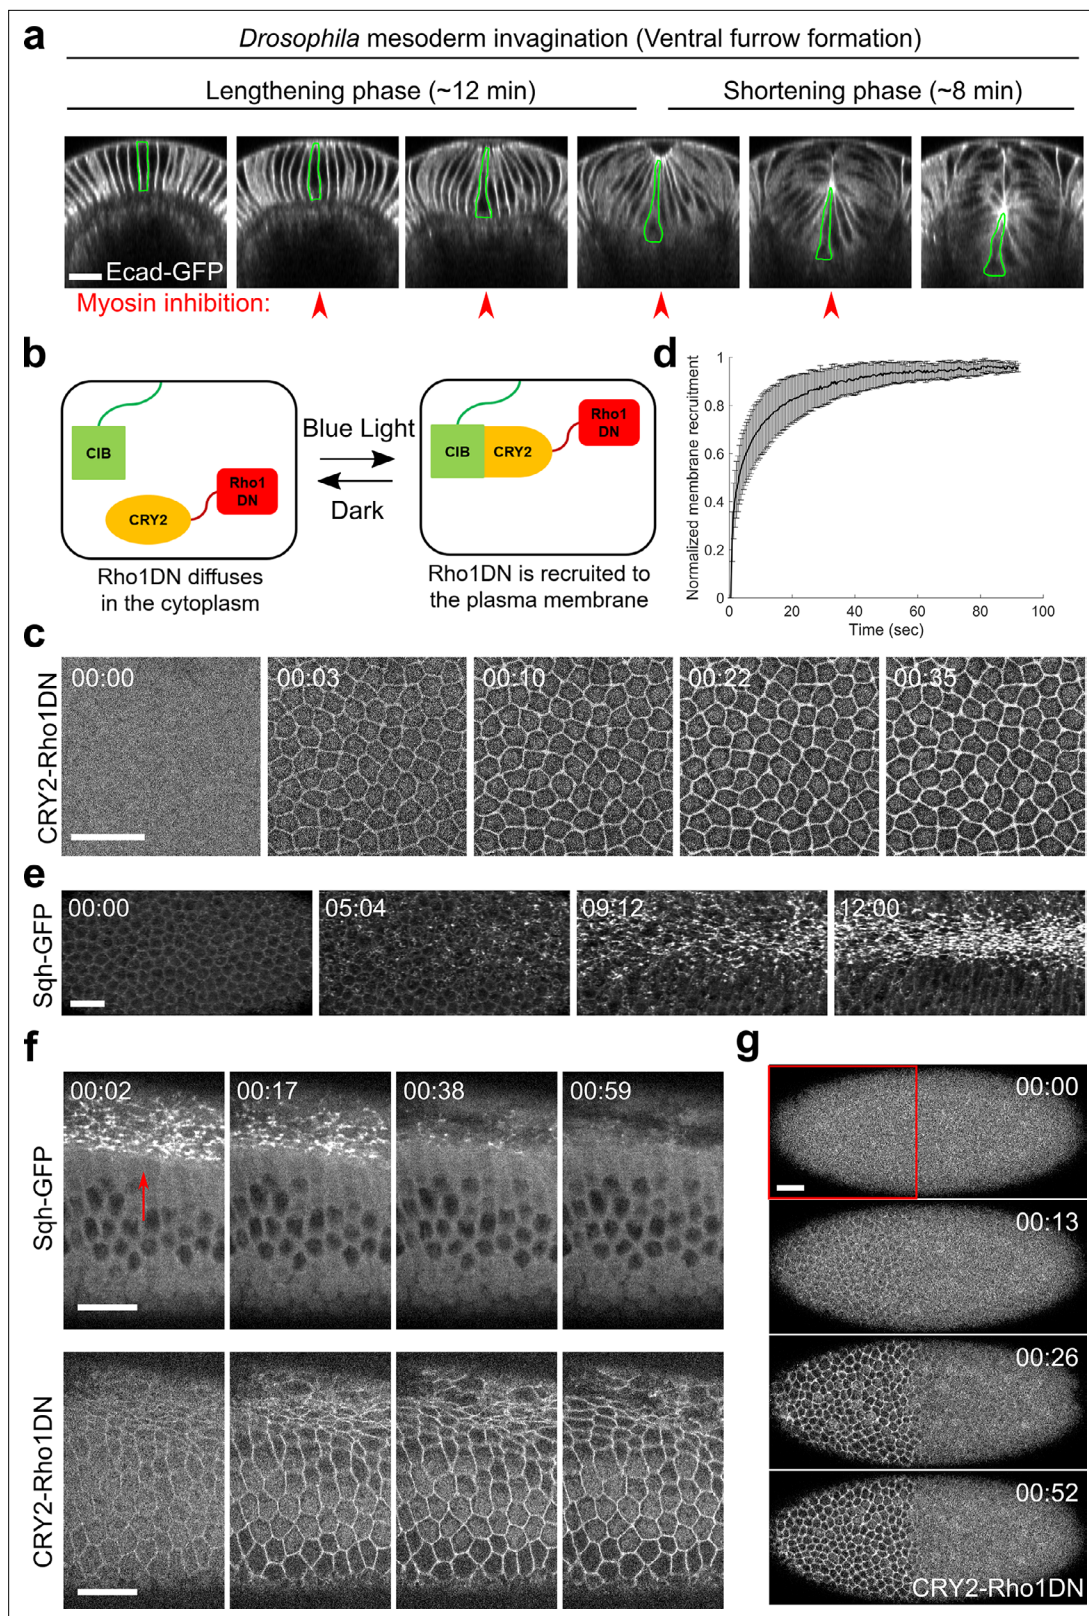 a
Drosophila mesoderm invagination (Ventral furrow formation)
Lengthening phase (~12 min)
Shortening phase (~8 min)
Ecad-GFP
Myosin inhibition:
b
CIB
CRY2
Rho1
DN
Rho1DN diffuses
in the cytoplasm
Blue Light
Dark
CIB
CRY2
Rho1
DN
Rho1DN is recruited to
the plasma membrane
d
Normalized membrane recruitment
1
0.8
0.6
0.4
0.2
0
0
20
40
60
80
100
Time (sec)
c
CRY2-Rho1DN
00:00
00:03
00:10
00:22
00:35
e
Sqh-GFP
00:00
05:04
09:12
12:00
f
Sqh-GFP
00:02
00:17
00:38
00:59
CRY2-Rho1DN
g
00:00
00:13
00:26
00:52
CRY2-Rho1DN